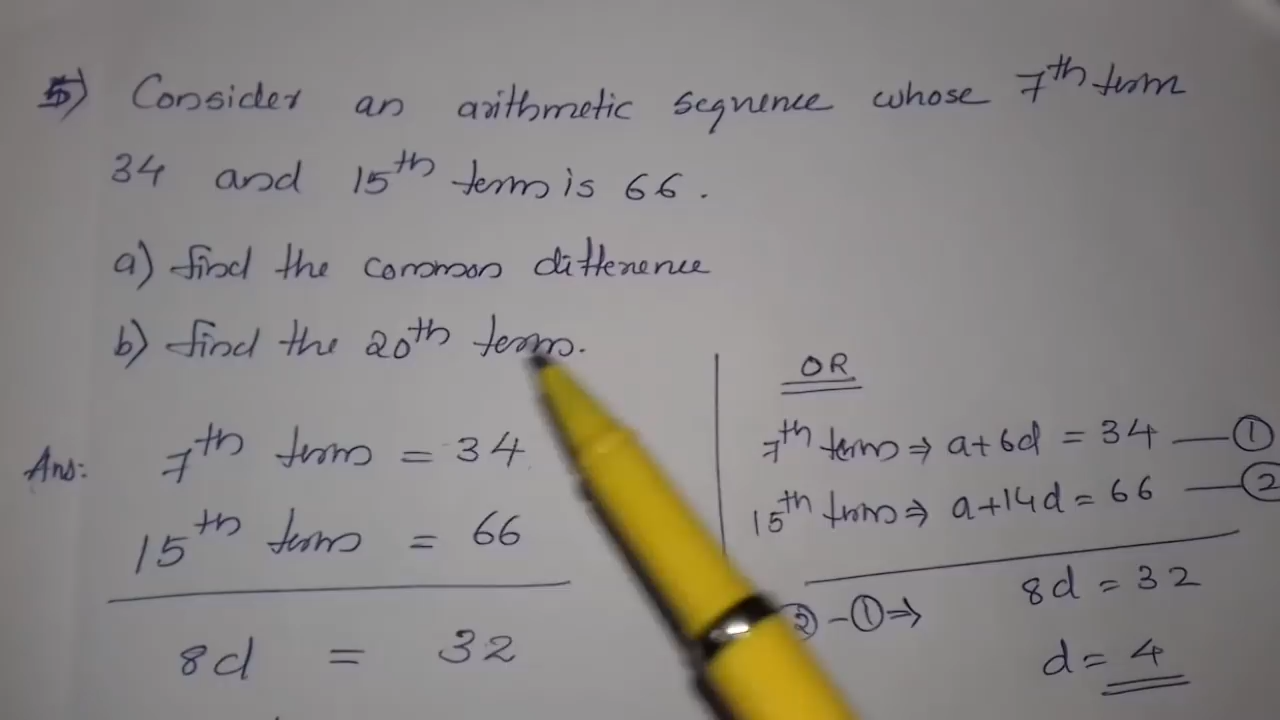 5) Consider an arithmetic sequence whose 7th term
34 and 15th term is 66.
a) find the common difference
b) find the 20th term.
Ans: 7th term = 34
15th term = 66
8d = 32
OR
7th term ⇒ a+6d = 34 — ①
15th term ⇒ a+14d = 66 — ②
② - ① ⇒ 8d = 32
d = 4